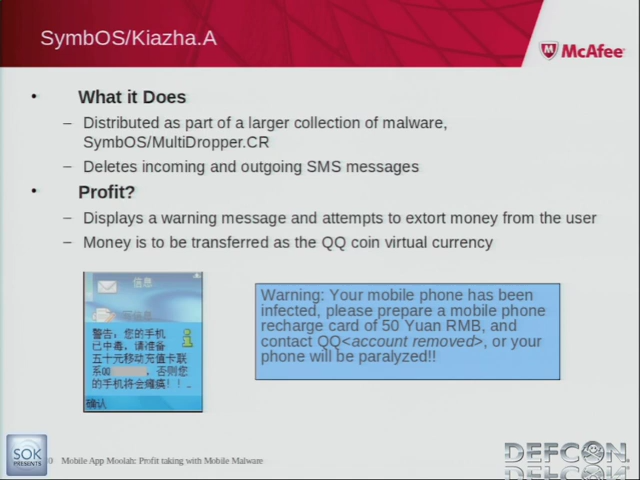 SymbOS/Kiazha.A
McAfee
• What it Does
– Distributed as part of a larger collection of malware,
SymbOS/MultiDropper.CR
– Deletes incoming and outgoing SMS messages
• Profit?
– Displays a warning message and attempts to extort money from the user
– Money is to be transferred as the QQ coin virtual currency
信息
警告：您的手机
已中毒，请准备
五十元移动充值卡联
系QQ，否则您
的手机将会瘫痪！！
确认
Warning: Your mobile phone has been
infected, please prepare a mobile phone
recharge card of 50 Yuan RMB, and
contact QQ<account removed>, or your
phone will be paralyzed!!
SOK
PRESENTS
Mobile App Moolah: Profit taking with Mobile Malware
DEFCON